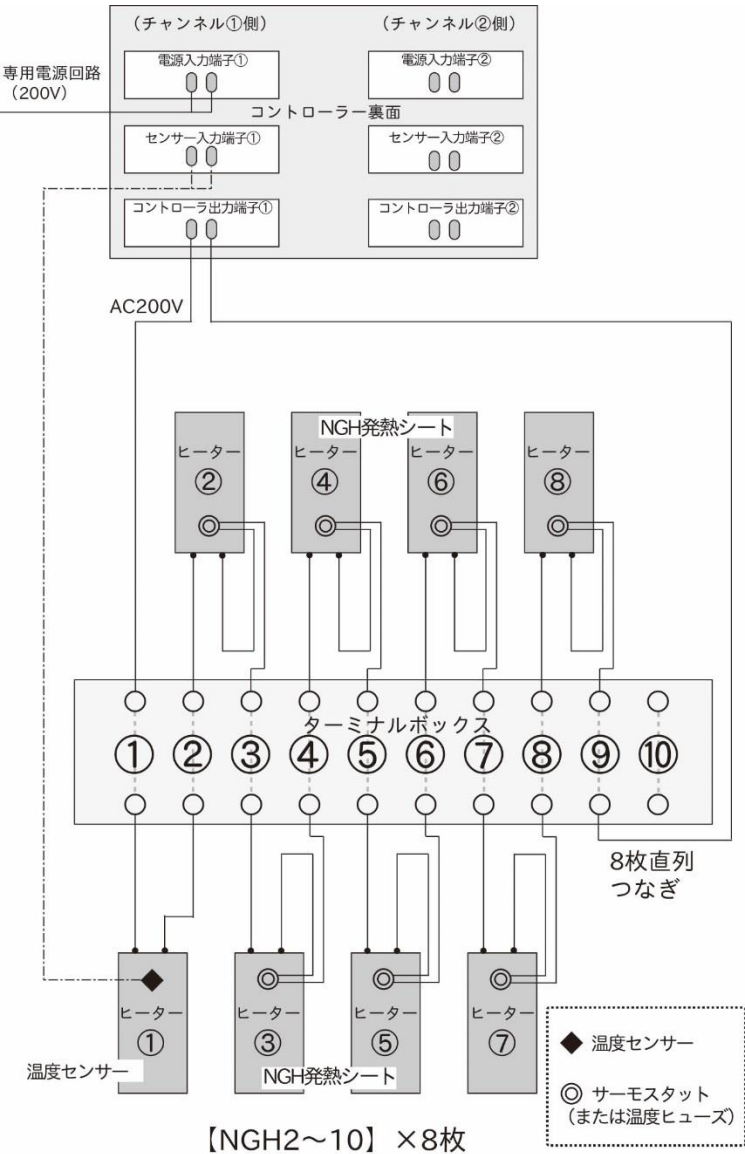 (チャンネル①側)
(チャンネル②側)
専用電源回路
(200V)
電源入力端子①
電源入力端子②
コントローラー裏面
センサー入力端子①
センサー入力端子②
コントローラ出力端子①
コントローラ出力端子②
AC200V
NGH発熱シート
ヒーター
②
ヒーター
④
ヒーター
⑥
ヒーター
⑧
ターミナルボックス
① ② ③ ④ ⑤ ⑥ ⑦ ⑧ ⑨ ⑩
8枚直列
つなぎ
ヒーター
①
ヒーター
③
ヒーター
⑤
ヒーター
⑦
温度センサー
NGH発熱シート
◆ 温度センサー
◎ サーモスタット
(または温度ヒューズ)
【NGH2～10】×8枚